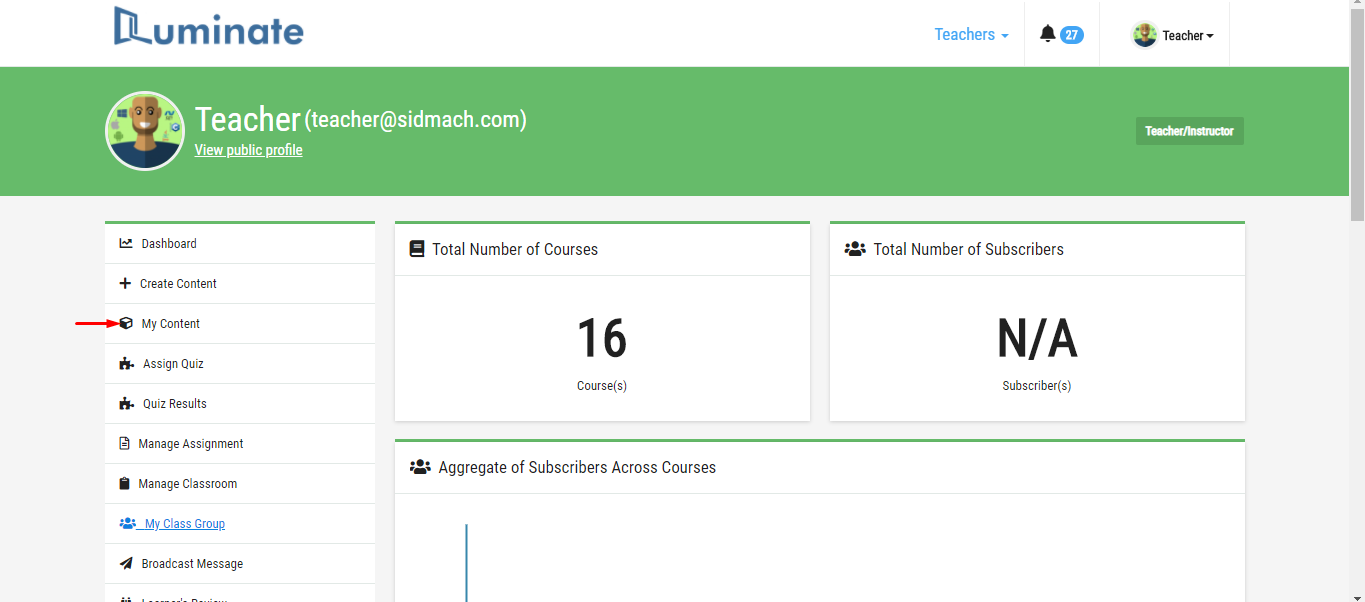 Luminate
Teachers
27
Teacher
Teacher (teacher@sidmach.com)
View public profile
Teacher/Instructor
Dashboard
Create Content
My Content
Assign Quiz
Quiz Results
Manage Assignment
Manage Classroom
My Class Group
Broadcast Message
Learner's Review
Total Number of Courses
16
Course(s)
Total Number of Subscribers
N/A
Subscriber(s)
Aggregate of Subscribers Across Courses